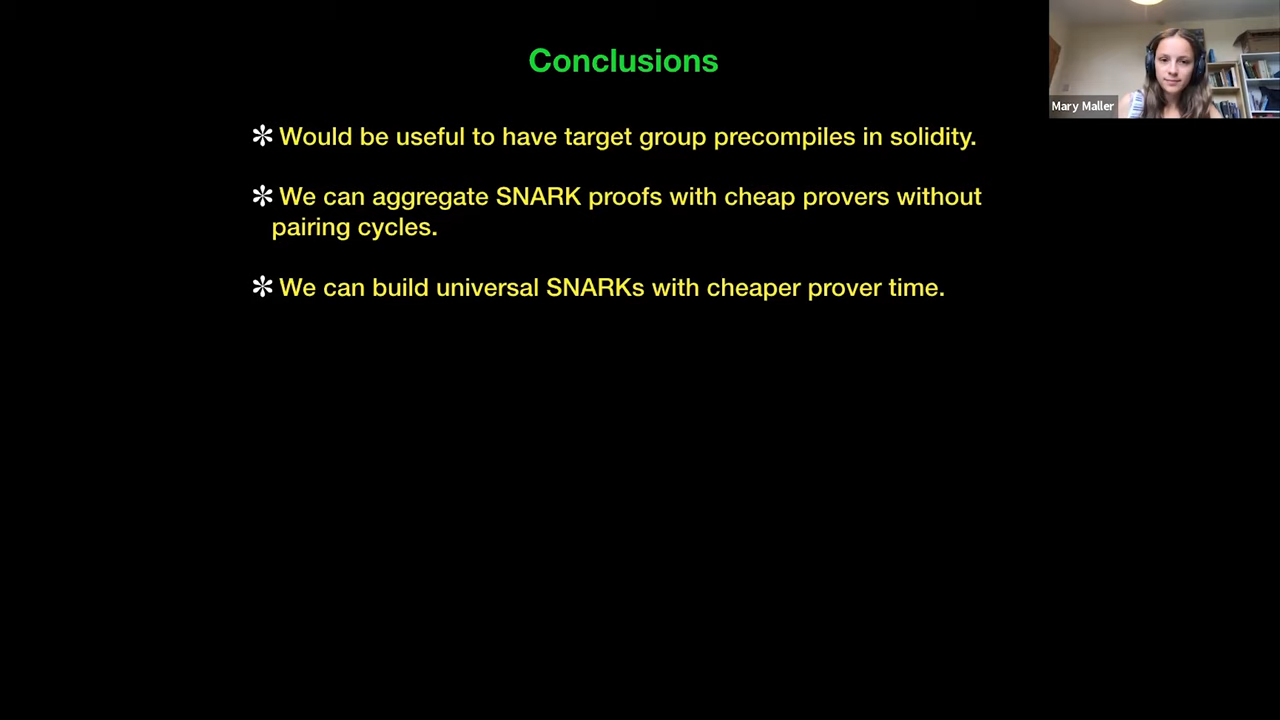 Conclusions
✼ Would be useful to have target group precompiles in solidity.
✼ We can aggregate SNARK proofs with cheap provers without
pairing cycles.
✼ We can build universal SNARKs with cheaper prover time.
Mary Maller